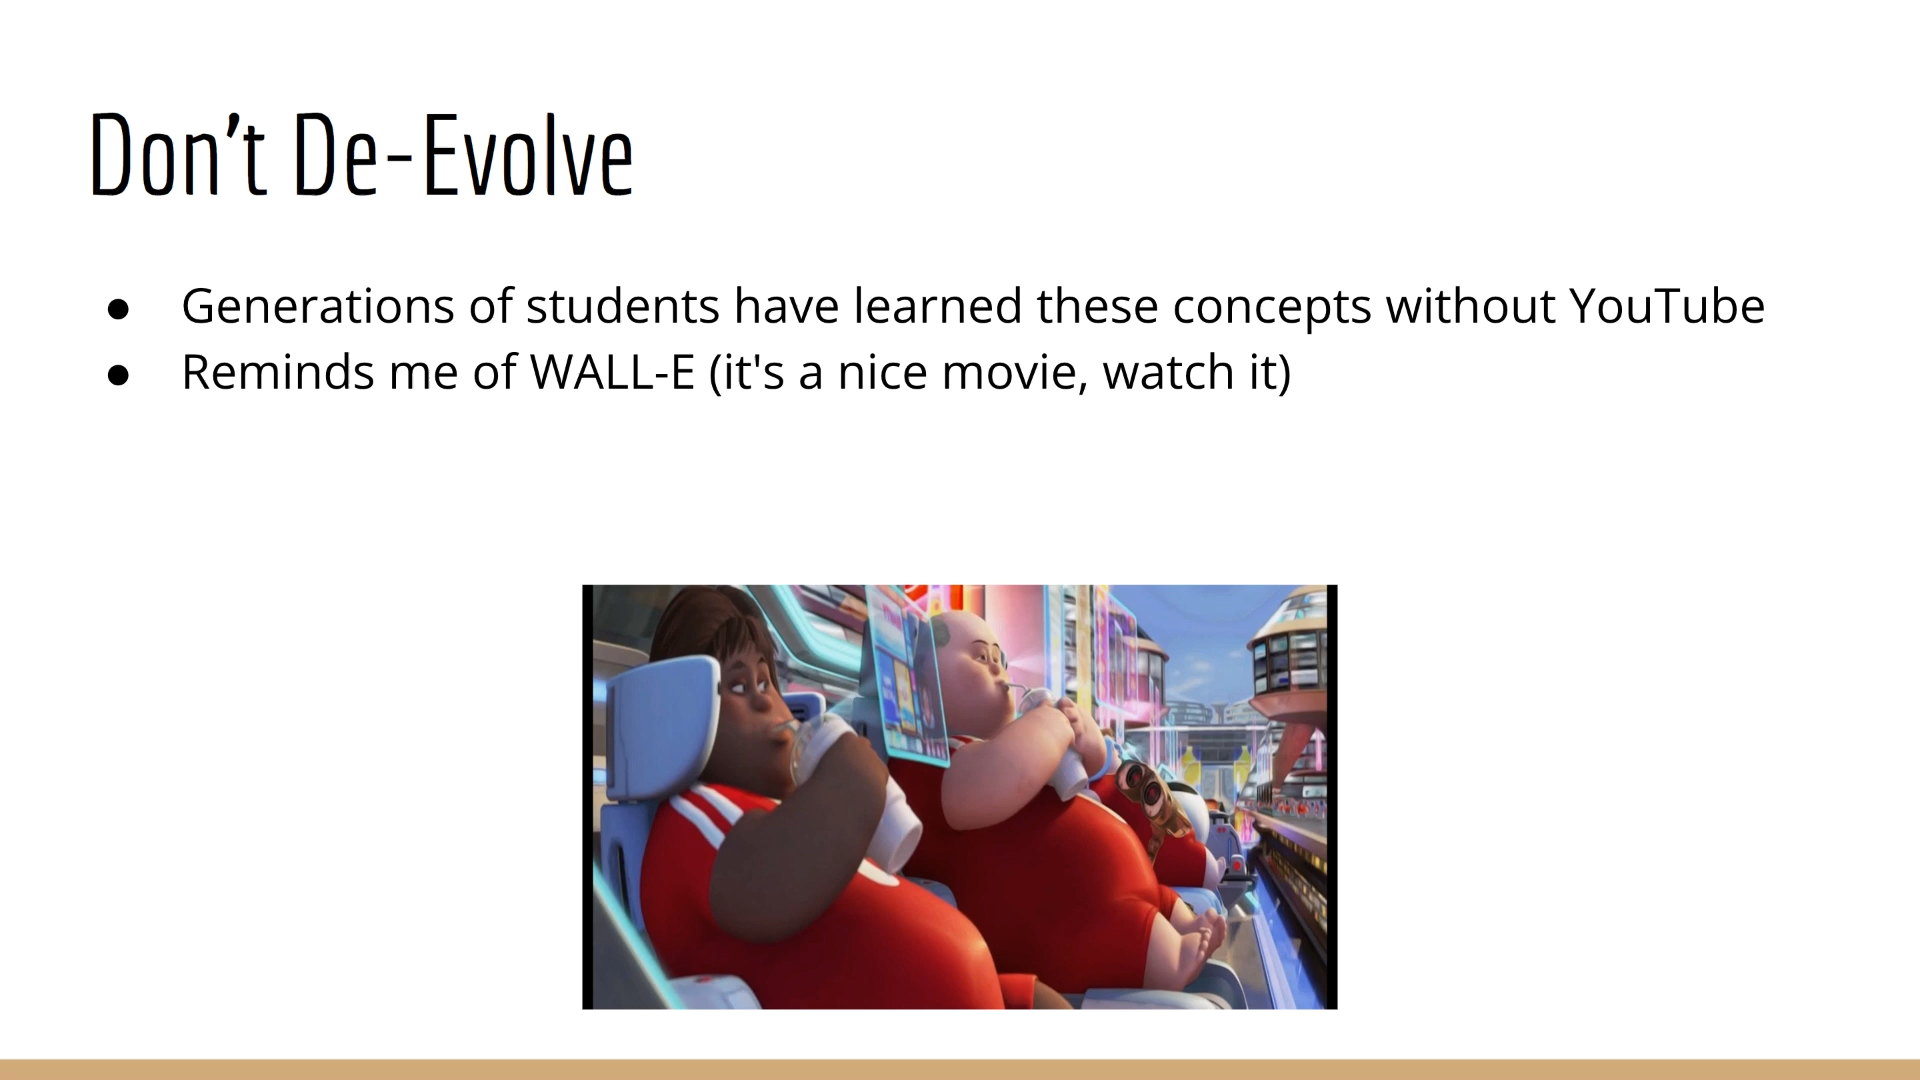 Don’t De-Evolve
● Generations of students have learned these concepts without YouTube
● Reminds me of WALL-E (it's a nice movie, watch it)